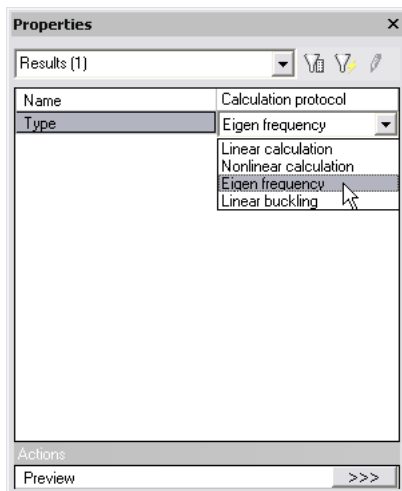 Properties
Results (1)
Name Calculation protocol
Type Eigen frequency
Linear calculation
Nonlinear calculation
Eigen frequency
Linear buckling
Actions
Preview >>>